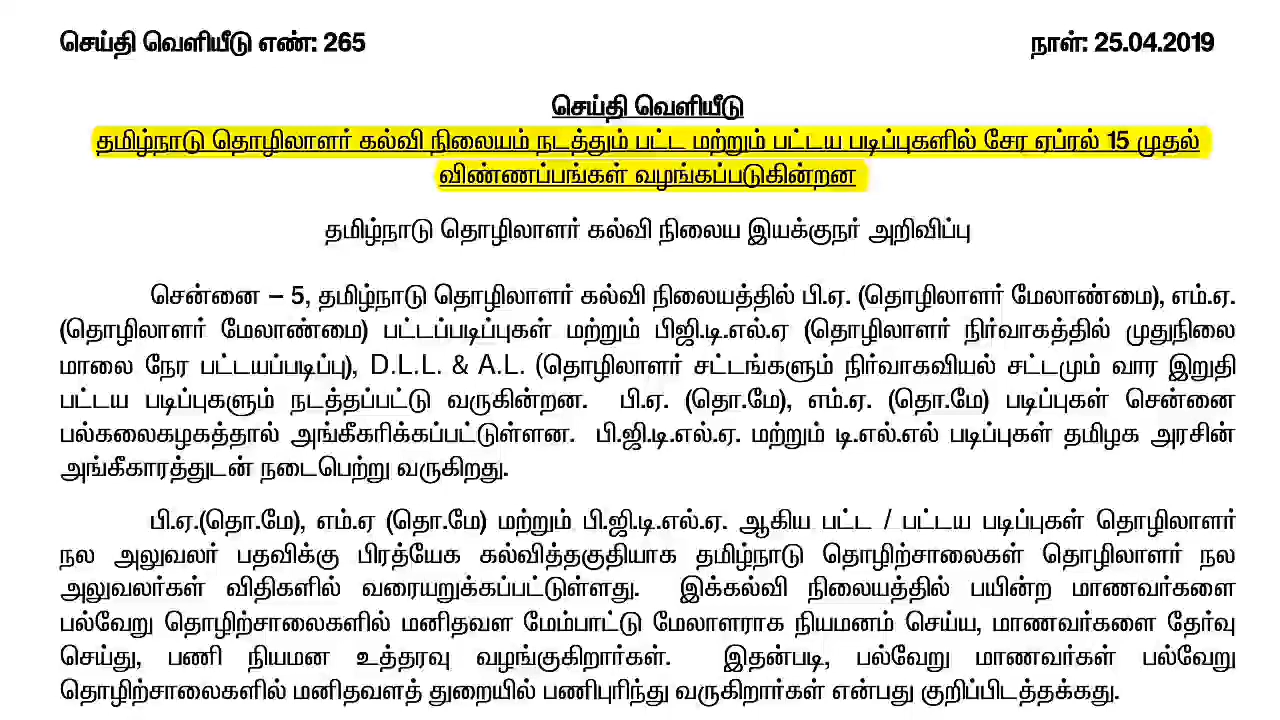 செய்தி வெளியீடு எண்: 265
நாள்: 25.04.2019
செய்தி வெளியீடு
தமிழ்நாடு தொழிலாளர் கல்வி நிலையம் நடத்தும் பட்ட மற்றும் பட்டய படிப்புகளில் சேர ஏப்ரல் 15 முதல்
விண்ணப்பங்கள் வழங்கப்படுகின்றன
தமிழ்நாடு தொழிலாளர் கல்வி நிலைய இயக்குநர் அறிவிப்பு
சென்னை – 5, தமிழ்நாடு தொழிலாளர் கல்வி நிலையத்தில் பி.ஏ. (தொழிலாளர் மேலாண்மை), எம்.ஏ.
(தொழிலாளர் மேலாண்மை) பட்டப்படிப்புகள் மற்றும் பிஜி.டி.எல்.ஏ (தொழிலாளர் நிர்வாகத்தில் முதுநிலை
மாலை நேர பட்டயப்படிப்பு), D.L.L. & A.L. (தொழிலாளர் சட்டங்களும் நிர்வாகவியல் சட்டமும் வார இறுதி
பட்டய படிப்புகளும் நடத்தப்பட்டு வருகின்றன. பி.ஏ. (தொ.மே), எம்.ஏ. (தொ.மே) படிப்புகள் சென்னை
பல்கலைகழகத்தால் அங்கீகரிக்கப்பட்டுள்ளன. பி.ஜி.டி.எல்.ஏ. மற்றும் டி.எல்.எல் படிப்புகள் தமிழக அரசின்
அங்கீகாரத்துடன் நடைபெற்று வருகிறது.
பி.ஏ.(தொ.மே), எம்.ஏ (தொ.மே) மற்றும் பி.ஜி.டி.எல்.ஏ. ஆகிய பட்ட / பட்டய படிப்புகள் தொழிலாளர்
நல அலுவலர் பதவிக்கு பிரத்யேக கல்வித்தகுதியாக தமிழ்நாடு தொழிற்சாலைகள் தொழிலாளர் நல
அலுவலர்கள் விதிகளில் வரையறுக்கப்பட்டுள்ளது. இக்கல்வி நிலையத்தில் பயின்ற மாணவர்களை
பல்வேறு தொழிற்சாலைகளில் மனிதவள மேம்பாட்டு மேலாளராக நியமனம் செய்ய, மாணவர்களை தேர்வு
செய்து, பணி நியமன உத்தரவு வழங்குகிறார்கள். இதன்படி, பல்வேறு மாணவர்கள் பல்வேறு
தொழிற்சாலைகளில் மனிதவளத் துறையில் பணிபுரிந்து வருகிறார்கள் என்பது குறிப்பிடத்தக்கது.